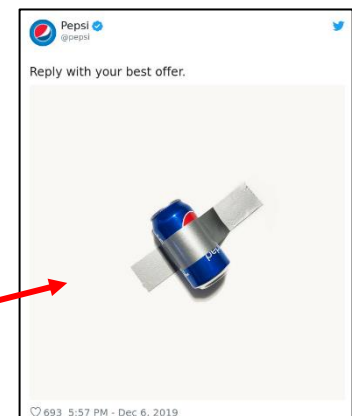 Pepsi
@pepsi
Reply with your best offer.
pepsi
693 5:57 PM - Dec 6, 2019